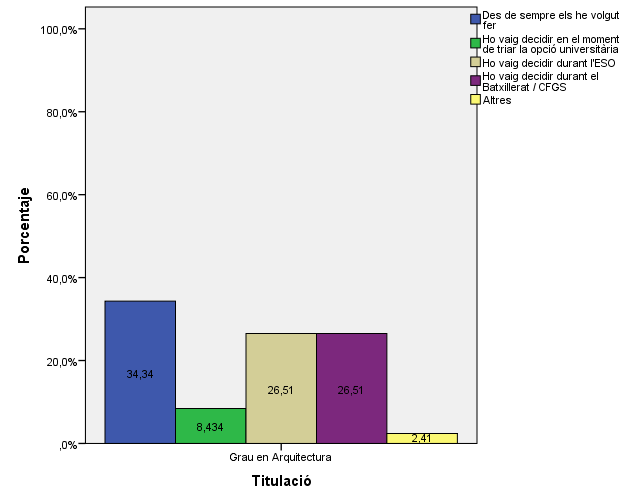 100,0%
80,0%
60,0%
40,0%
20,0%
,0%
Porcentaje
34,34
8,434
26,51
26,51
2,41
Grau en Arquitectura
Titulació
Des de sempre els he volgut
fer
Ho vaig decidir en el moment
de triar la opció universitària
Ho vaig decidir durant l'ESO
Ho vaig decidir durant el
Batxillerat / CFGS
Altres